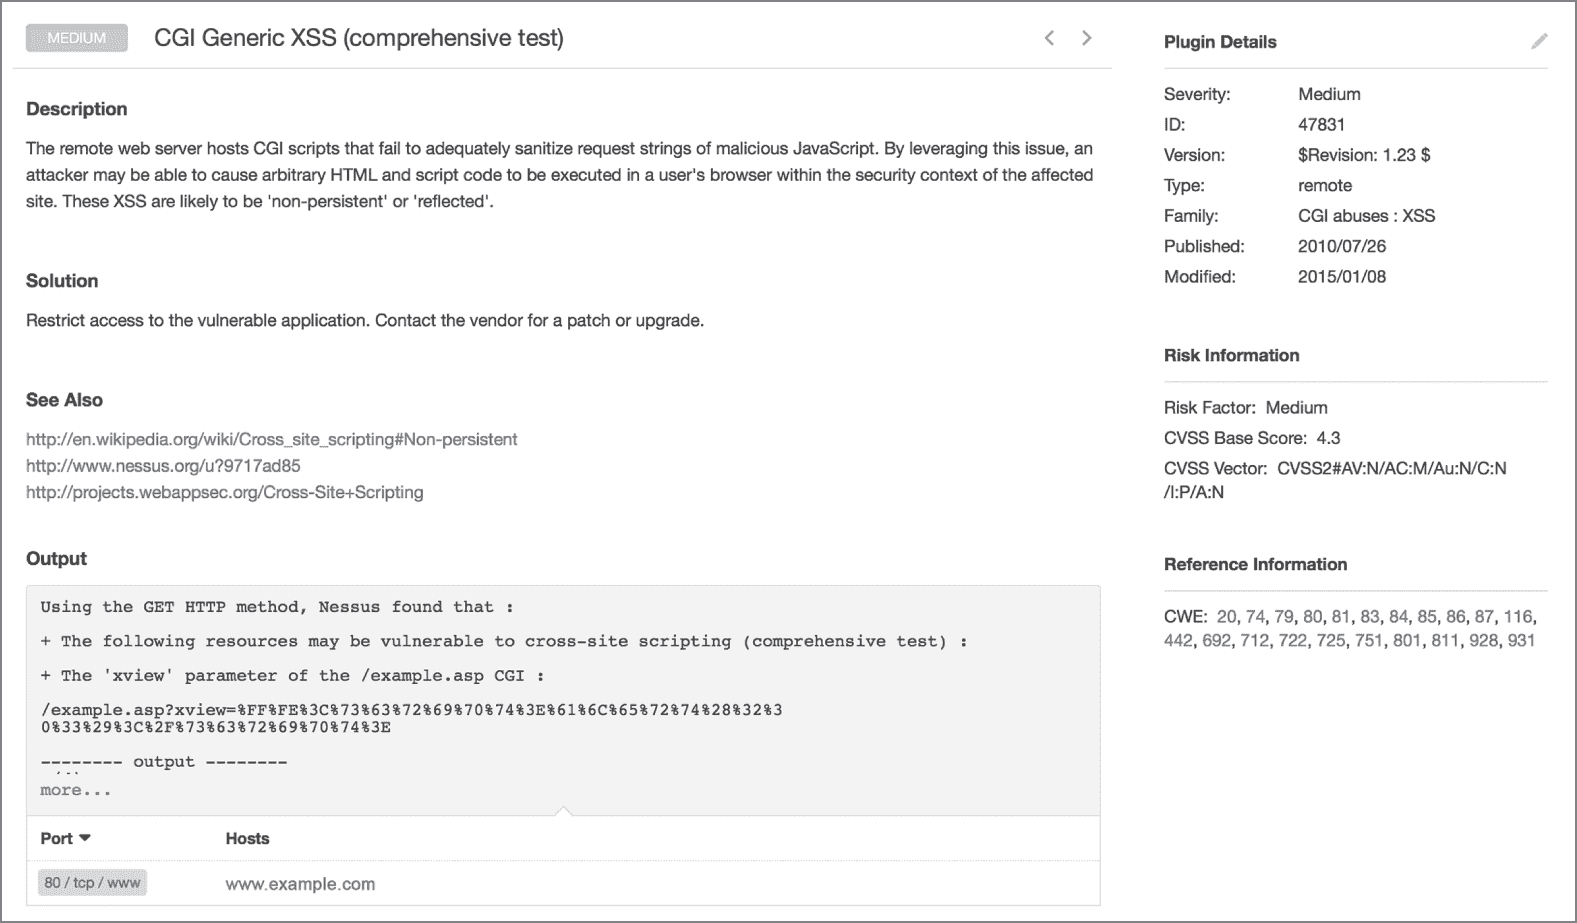 MEDIUM
CGI Generic XSS (comprehensive test)
Description
The remote web server hosts CGI scripts that fail to adequately sanitize request strings of malicious JavaScript. By leveraging this issue, an
attacker may be able to cause arbitrary HTML and script code to be executed in a user's browser within the security context of the affected
site. These XSS are likely to be 'non-persistent' or 'reflected'.
Solution
Restrict access to the vulnerable application. Contact the vendor for a patch or upgrade.
See Also
http://en.wikipedia.org/wiki/Cross_site_scripting#Non-persistent
http://www.nessus.org/u?9717ad85
http://projects.webappsec.org/Cross-Site+Scripting
Output
Using the GET HTTP method, Nessus found that :
+ The following resources may be vulnerable to cross-site scripting (comprehensive test) :
+ The 'xview' parameter of the /example.asp CGI :
/example.asp?xview=%FF%FE%3C%73%63%72%69%70%74%3E%61%6C%65%72%74%28%32%3
0%33%29%3C%2F%73%63%72%69%70%74%3E
-------- output --------
more...
Port
Hosts
80 / tcp / www
www.example.com
Plugin Details
Severity: Medium
ID: 47831
Version: $Revision: 1.23 $
Type: remote
Family: CGI abuses : XSS
Published: 2010/07/26
Modified: 2015/01/08
Risk Information
Risk Factor: Medium
CVSS Base Score: 4.3
CVSS Vector: CVSS2#AV:N/AC:M/Au:N/C:N
/I:P/A:N
Reference Information
CWE: 20, 74, 79, 80, 81, 83, 84, 85, 86, 87, 116,
442, 692, 712, 722, 725, 751, 801, 811, 928, 931